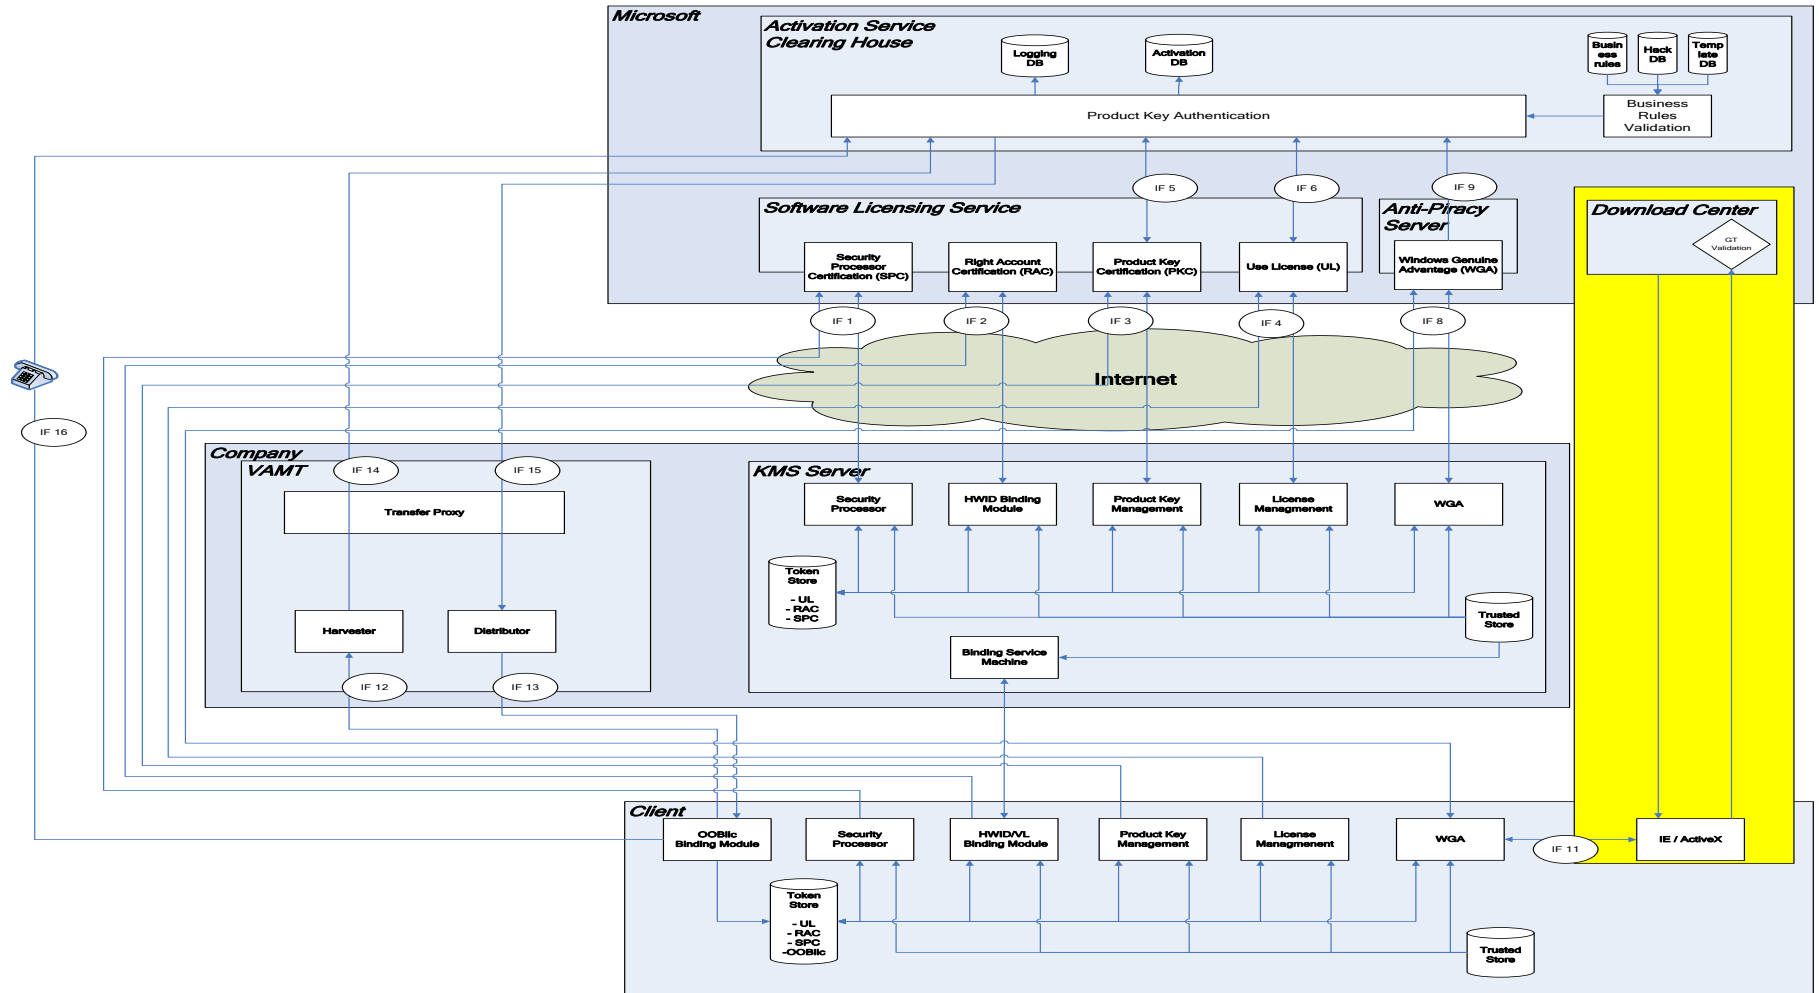 Microsoft
Activation Service
Clearing House
Logging
DB
Activation
DB
Busin
ess
rules
Hack
DB
Temp
late
DB
Product Key Authentication
Business
Rules
Validation
IF 5
IF 6
IF 9
Software Licensing Service
Anti-Piracy
Server
Download Center
GT
Validation
Security
Processor
Certification (SPC)
Right Account
Certification (RAC)
Product Key
Certification (PKC)
Use License (UL)
Windows Genuine
Advantage (WGA)
IF 1
IF 2
IF 3
IF 4
IF 8
Internet
IF 16
Company
VAMT
IF 14
IF 15
KMS Server
Transfer Proxy
Security
Processor
HWID Binding
Module
Product Key
Management
License
Managmenent
WGA
Token
Store
- UL
- RAC
- SPC
Trusted
Store
Harvester
Distributor
Binding Service
Machine
IF 12
IF 13
Client
OOBlic
Binding Module
Security
Processor
HWID/VL
Binding Module
Product Key
Management
License
Managmenent
WGA
IF 11
IE / ActiveX
Token
Store
- UL
- RAC
- SPC
-OOBlic
Trusted
Store